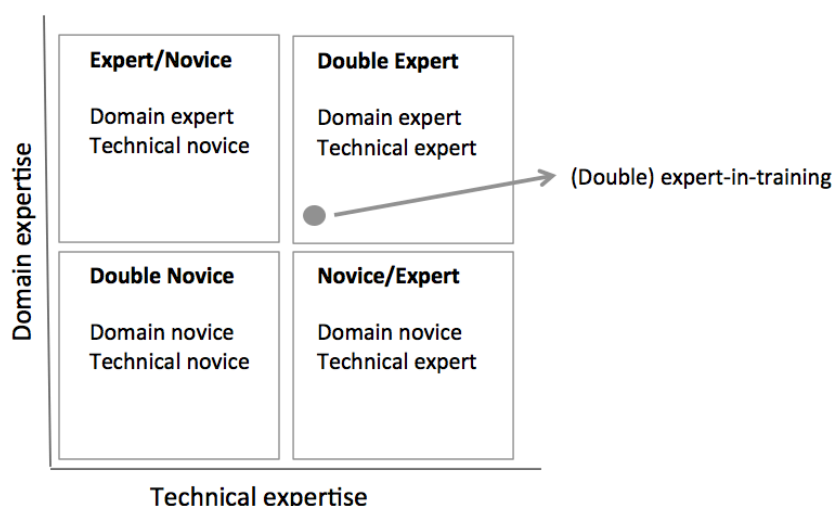 Expert/Novice
Domain expert
Technical novice
Double Expert
Domain expert
Technical expert
(Double) expert-in-training
Domain expertise
Double Novice
Domain novice
Technical novice
Novice/Expert
Domain novice
Technical expert
Technical expertise